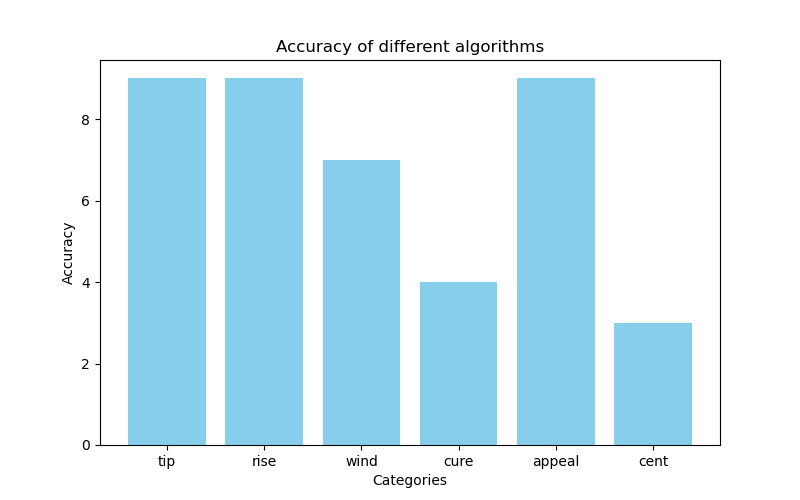 Accuracy of different algorithms
Accuracy
8
6
4
2
0
tip rise wind cure appeal cent
Categories